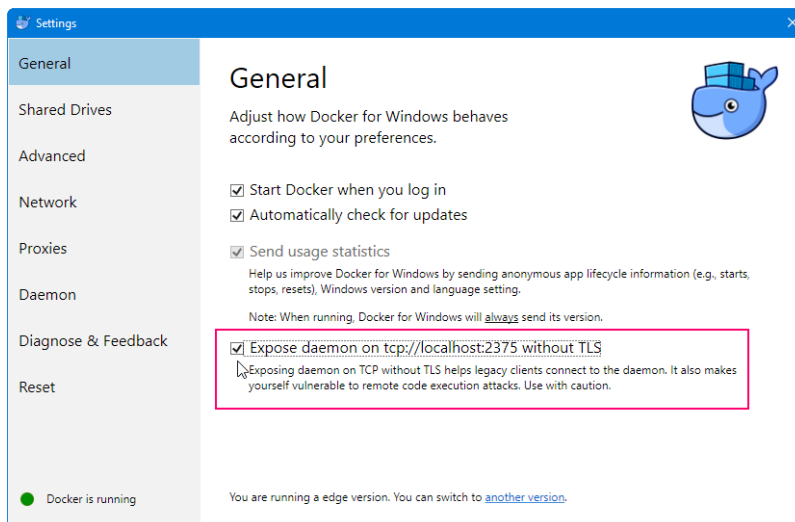 Settings
General
Shared Drives
Advanced
Network
Proxies
Daemon
Diagnose & Feedback
Reset
Docker is running
General
Adjust how Docker for Windows behaves
according to your preferences.
Start Docker when you log in
Automatically check for updates
Send usage statistics
Help us improve Docker for Windows by sending anonymous app lifecycle information (e.g., starts,
stops, resets), Windows version and language setting.
Note: When running, Docker for Windows will always send its version.
Expose daemon on tcp://localhost:2375 without TLS
Exposing daemon on TCP without TLS helps legacy clients connect to the daemon. It also makes
yourself vulnerable to remote code execution attacks. Use with caution.
You are running a edge version. You can switch to another version.